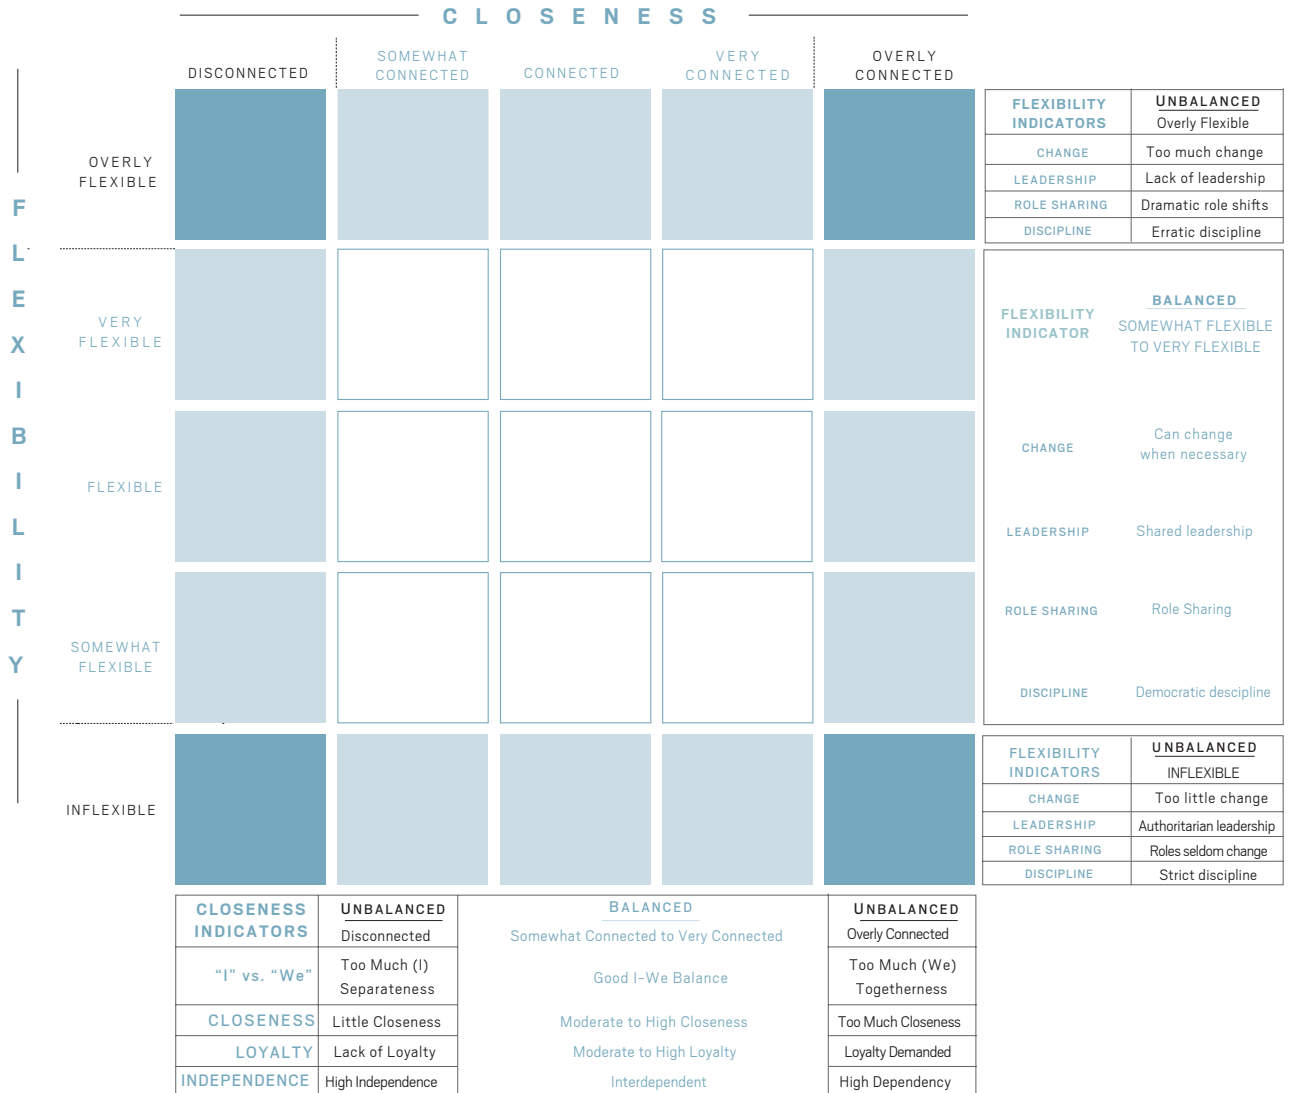 CLOSENESS
DISCONNECTED
SOMEWHAT
CONNECTED
CONNECTED
VERY
CONNECTED
OVERLY
CONNECTED
FLEXIBILITY
OVERLY
FLEXIBLE
VERY
FLEXIBLE
FLEXIBLE
SOMEWHAT
FLEXIBLE
INFLEXIBLE
FLEXIBILITY
INDICATORS
UNBALANCED
Overly Flexible
CHANGE
Too much change
LEADERSHIP
Lack of leadership
ROLE SHARING
Dramatic role shifts
DISCIPLINE
Erratic discipline
FLEXIBILITY
INDICATOR
BALANCED
SOMEWHAT FLEXIBLE
TO VERY FLEXIBLE
CHANGE
Can change
when necessary
LEADERSHIP
Shared leadership
ROLE SHARING
Role Sharing
DISCIPLINE
Democratic descipline
FLEXIBILITY
INDICATORS
UNBALANCED
INFLEXIBLE
CHANGE
Too little change
LEADERSHIP
Authoritarian leadership
ROLE SHARING
Roles seldom change
DISCIPLINE
Strict discipline
CLOSENESS
INDICATORS
UNBALANCED
Disconnected
BALANCED
Somewhat Connected to Very Connected
UNBALANCED
Overly Connected
“I” vs. “We”
Too Much (I)
Separateness
Good I-We Balance
Too Much (We)
Togetherness
CLOSENESS
Little Closeness
Moderate to High Closeness
Too Much Closeness
LOYALTY
Lack of Loyalty
Moderate to High Loyalty
Loyalty Demanded
INDEPENDENCE
High Independence
Interdependent
High Dependency